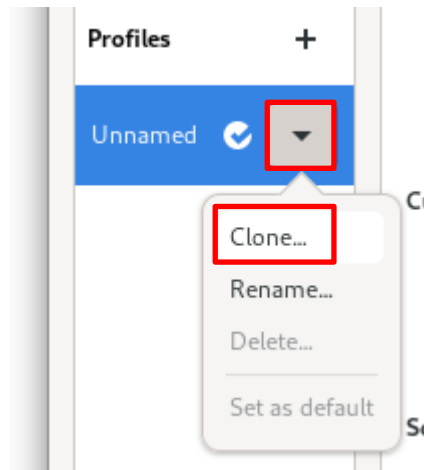 Profiles +
Unnamed
Clone...
Rename...
Delete...
Set as default